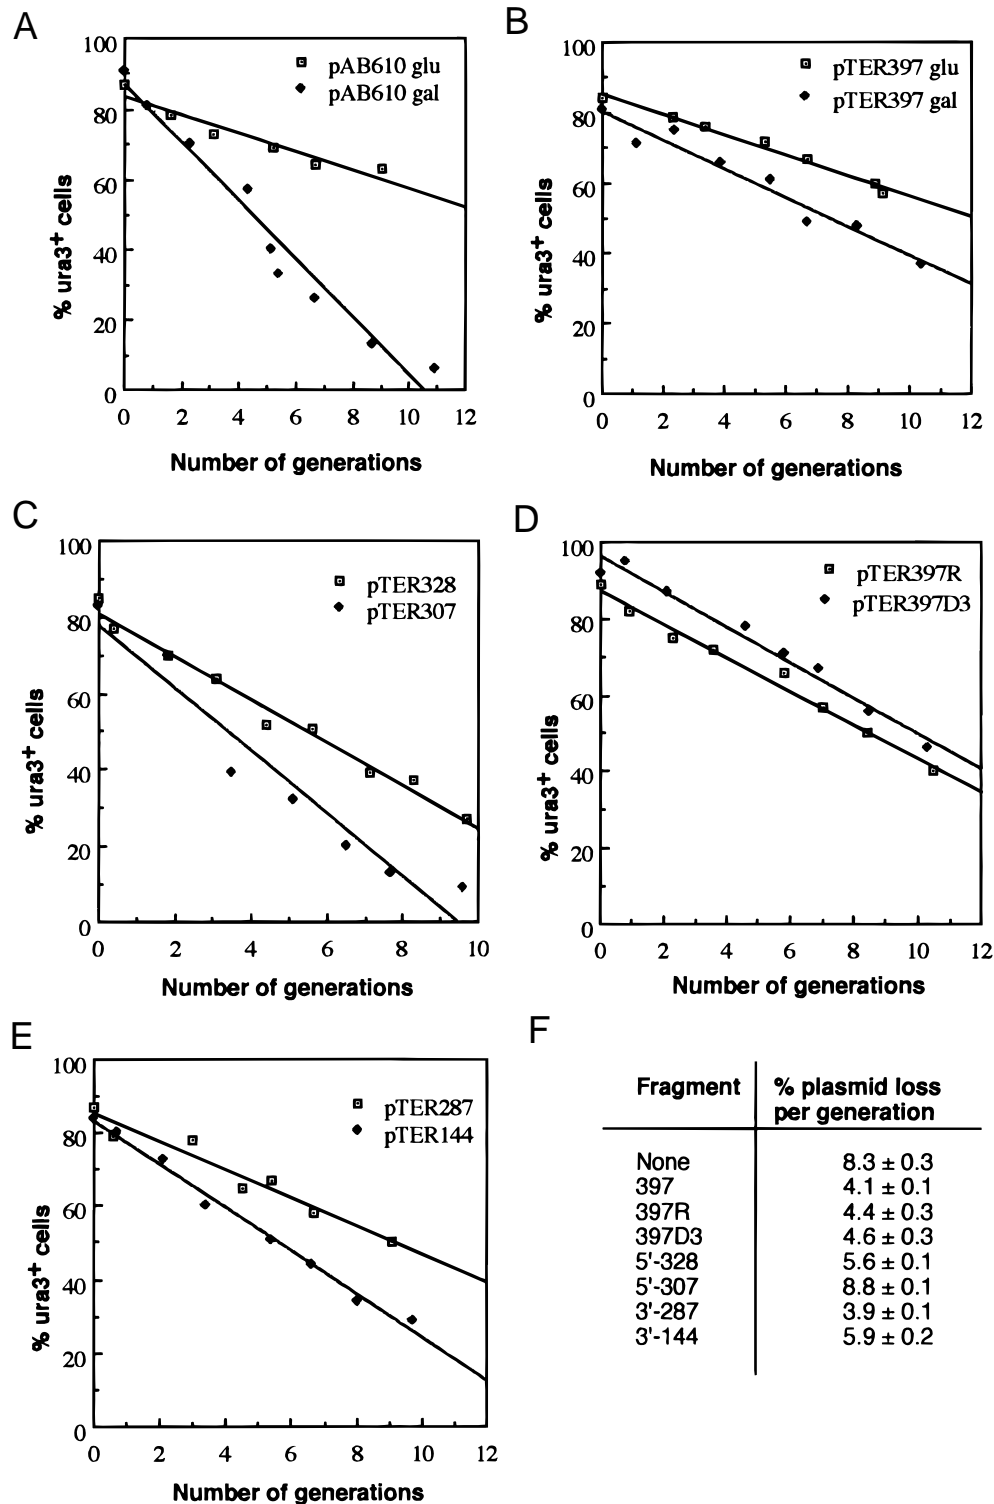 A
100
80
60
40
20
0
% ura3+ cells
pAB610 glu
pAB610 gal
0 2 4 6 8 10 12
Number of generations
B
100
80
60
40
20
0
% ura3+ cells
pTER397 glu
pTER397 gal
0 2 4 6 8 10 12
Number of generations
C
100
80
60
40
20
0
% ura3+ cells
pTER328
pTER307
0 2 4 6 8 10
Number of generations
D
100
80
60
40
20
0
% ura3+ cells
pTER397R
pTER397D3
0 2 4 6 8 10 12
Number of generations
E
100
80
60
40
20
0
% ura3+ cells
pTER287
pTER144
0 2 4 6 8 10 12
Number of generations
F
Fragment % plasmid loss
per generation
None 8.3 ± 0.3
397 4.1 ± 0.1
397R 4.4 ± 0.3
397D3 4.6 ± 0.3
5'-328 5.6 ± 0.1
5'-307 8.8 ± 0.1
3'-287 3.9 ± 0.1
3'-144 5.9 ± 0.2